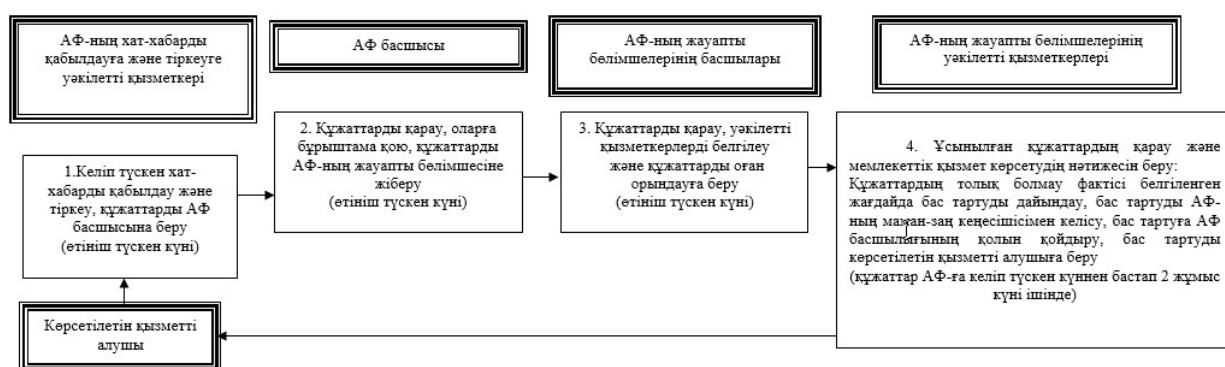 АФ-ның хат-хабарды
қабылдауға және тіркеуге
уәкілетті қызметкері
АФ басшысы
АФ-ның жауапты
бөлімшелерінің басшылары
АФ-ның жауапты бөлімшелерінің
уәкілетті қызметкерлері
1.Келіп түскен хат-
хабарды қабылдау және
тіркеу, құжаттарды АФ
басшысына беру
(өтініш түскен күні)
2. Құжаттарды қарау, оларға
бұрыштама қою, құжаттарды
АФ-ның жауапты бөлімшесіне
жіберу
(өтініш түскен күні)
3. Құжаттарды қарау, уәкілетті
қызметкерлерді белгілеу
және құжаттарды оған
орындауға беру
(өтініш түскен күні)
4. Ұсынылған құжаттардың қарау және
мемлекеттік қызмет көрсетудің нәтижесін беру:
Құжаттардың толық болмау фактісі белгіленген
жағдайда бас тартуды дайындау, бас тартуды АФ-
ның маман-заң кеңесшісімен келісу, бас тартуға АФ
басшылығының қолын қойдыру, бас тартуды
көрсетілетін қызметті алушыға беру
(құжаттар АФ-ға келіп түскен күннен бастап 2 жұмыс
күні ішінде)
Көрсетілетін қызметті
алушы